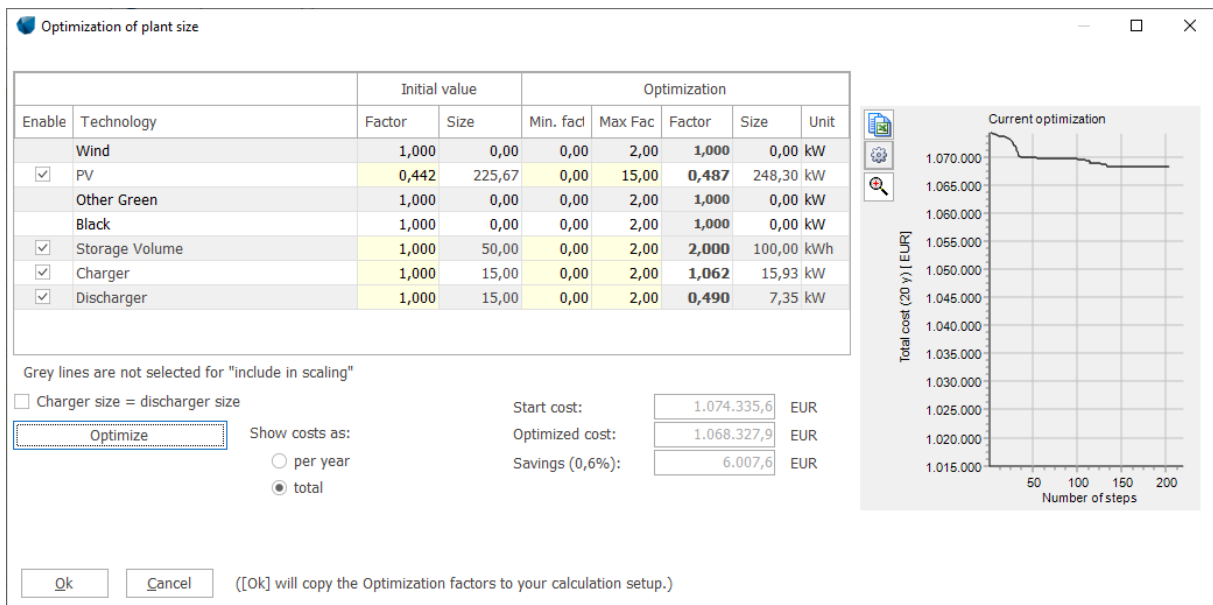 Optimization of plant size
Initial value Optimization
Enable Technology Factor Size Min. fact Max Fac Factor Size Unit
Wind 1,000 0,00 0,00 2,00 1,000 0,00 kW
PV 0,442 225,67 0,00 15,00 0,487 248,30 kW
Other Green 1,000 0,00 0,00 2,00 1,000 0,00 kW
Black 1,000 0,00 0,00 2,00 1,000 0,00 kW
Storage Volume 1,000 50,00 0,00 2,00 2,000 100,00 kWh
Charger 1,000 15,00 0,00 2,00 1,062 15,93 kW
Discharger 1,000 15,00 0,00 2,00 0,490 7,35 kW
Grey lines are not selected for "include in scaling"
Charger size = discharger size
Optimize
Show costs as:
per year
total
Start cost: 1.074.335,6 EUR
Optimized cost: 1.068.327,9 EUR
Savings (0,6%): 6.007,6 EUR
Current optimization
Total cost (20 y) [ EUR]
1.070.000
1.065.000
1.060.000
1.055.000
1.050.000
1.045.000
1.040.000
1.035.000
1.030.000
1.025.000
1.020.000
1.015.000
50 100 150 200
Number of steps
Ok Cancel ([Ok] will copy the Optimization factors to your calculation setup.)